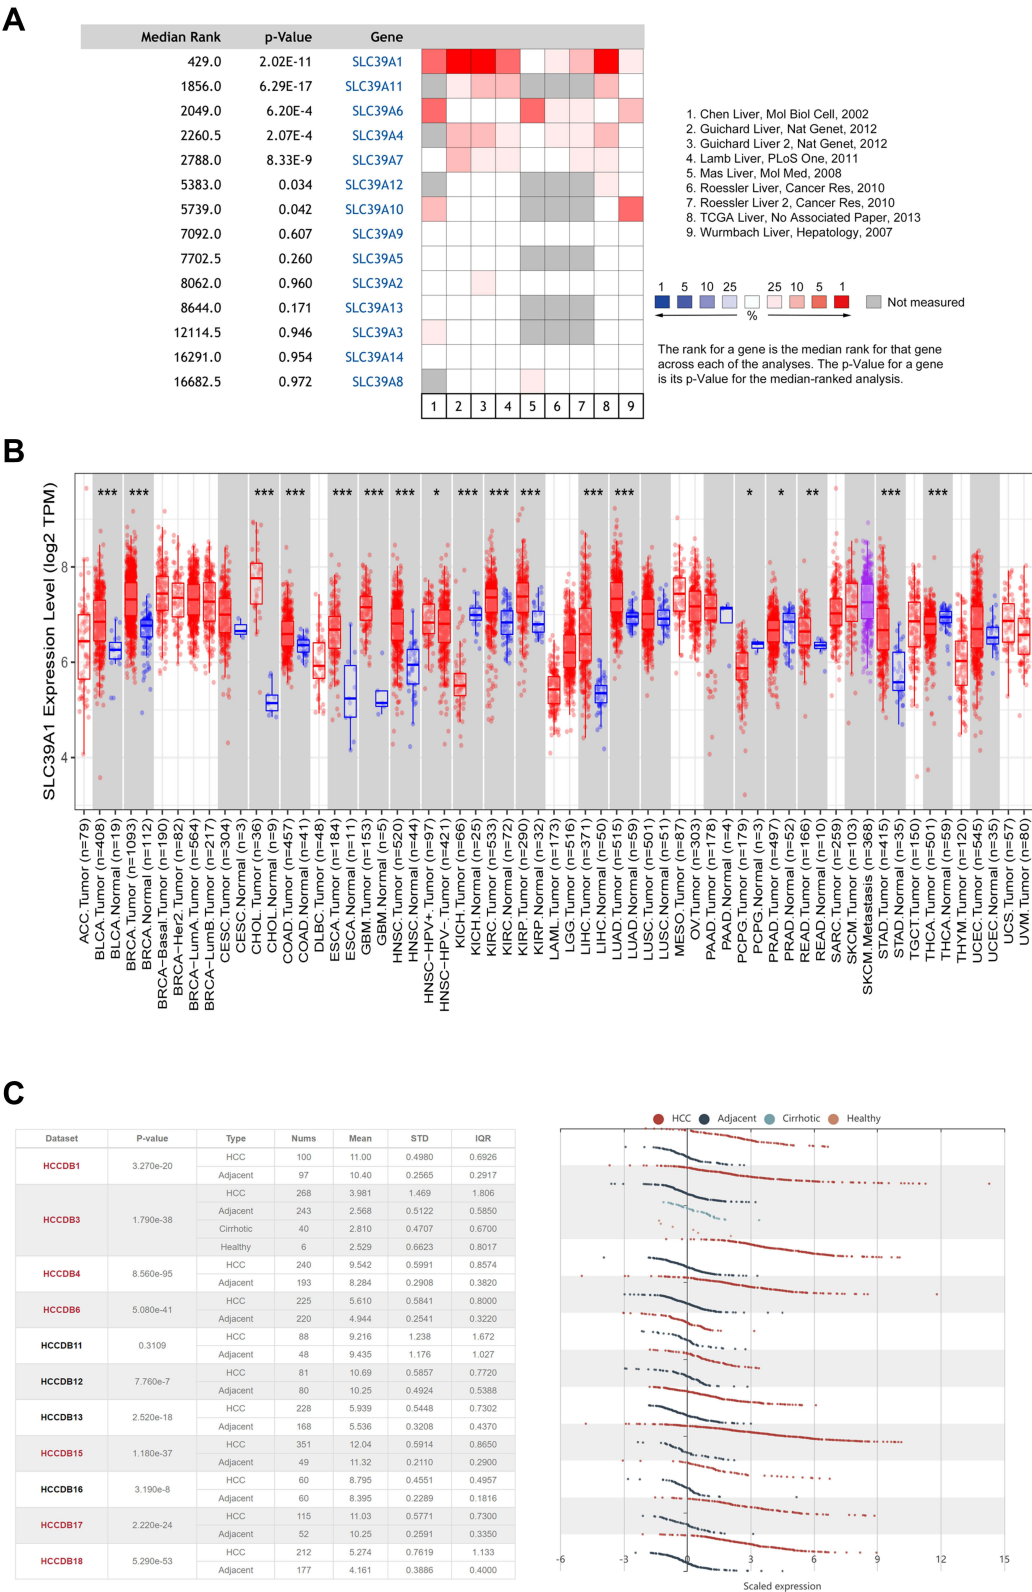 A
Median Rank p-Value Gene
429.0 2.02E-11 SLC39A1
1856.0 6.29E-17 SLC39A11
2049.0 6.20E-4 SLC39A6
2260.5 2.07E-4 SLC39A4
2788.0 8.33E-9 SLC39A7
5383.0 0.034 SLC39A12
5739.0 0.042 SLC39A10
7092.0 0.607 SLC39A9
7702.5 0.260 SLC39A5
8062.0 0.960 SLC39A2
8644.0 0.171 SLC39A13
12114.5 0.946 SLC39A3
16291.0 0.954 SLC39A14
16682.5 0.972 SLC39A8
1 2 3 4 5 6 7 8 9
1. Chen Liver, Mol Biol Cell, 2002
2. Guichard Liver, Nat Genet, 2012
3. Guichard Liver 2, Nat Genet, 2012
4. Lamb Liver, PLoS One, 2011
5. Mas Liver, Mol Med, 2008
6. Roessler Liver, Cancer Res, 2010
7. Roessler Liver 2, Cancer Res, 2010
8. TCGA Liver, No Associated Paper, 2013
9. Wurmbach Liver, Hepatology, 2007
1 5 10 25 25 10 5 1
Not measured
%
The rank for a gene is the median rank for that gene
across each of the analyses. The p-Value for a gene
is its p-Value for the median-ranked analysis.
B
SLC39A1 Expression Level (log2 TPM)
8
6
4
*** *** *** *** *** *** *** * *** *** *** *** *** * * ** *** ***
ACC.Tumor (n=79)
BLCA.Tumor (n=408)
BLCA.Normal (n=19)
BRCA.Tumor (n=1093)
BRCA.Normal (n=112)
BRCA-Basal.Tumor (n=190)
BRCA-Her2.Tumor (n=82)
BRCA-LumA.Tumor (n=564)
BRCA-LumB.Tumor (n=217)
CESC.Tumor (n=304)
CESC.Normal (n=3)
CHOL.Tumor (n=36)
CHOL.Normal (n=9)
COAD.Tumor (n=457)
COAD.Normal (n=41)
DLBC.Tumor (n=48)
ESCA.Tumor (n=184)
ESCA.Normal (n=11)
GBM.Tumor (n=153)
GBM.Normal (n=5)
HNSC.Tumor (n=520)
HNSC.Normal (n=44)
HNSC-HPV+.Tumor (n=97)
HNSC-HPV-.Tumor (n=421)
KICH.Tumor (n=66)
KICH.Normal (n=25)
KIRC.Tumor (n=533)
KIRC.Normal (n=72)
KIRP.Tumor (n=290)
KIRP.Normal (n=32)
LAML.Tumor (n=173)
LGG.Tumor (n=516)
LIHC.Tumor (n=371)
LIHC.Normal (n=50)
LUAD.Tumor (n=515)
LUAD.Normal (n=59)
LUSC.Tumor (n=501)
LUSC.Normal (n=51)
MESO.Tumor (n=87)
OV.Tumor (n=303)
PAAD.Tumor (n=178)
PAAD.Normal (n=4)
PCPG.Tumor (n=179)
PCPG.Normal (n=3)
PRAD.Tumor (n=497)
PRAD.Normal (n=52)
READ.Tumor (n=166)
READ.Normal (n=10)
SARC.Tumor (n=259)
SKCM.Tumor (n=103)
SKCM.Metastasis (n=368)
STAD.Tumor (n=415)
STAD.Normal (n=35)
TGCT.Tumor (n=150)
THCA.Tumor (n=501)
THCA.Normal (n=59)
THYM.Tumor (n=120)
UCEC.Tumor (n=545)
UCEC.Normal (n=35)
UCS.Tumor (n=57)
UVM.Tumor (n=80)
C
Dataset P-value Type Nums Mean STD IQR
HCCDB1 3.270e-20 HCC 100 11.00 0.4980 0.6926
Adjacent 97 10.40 0.2565 0.2917
HCCDB3 1.790e-38 HCC 268 3.981 1.469 1.806
Adjacent 243 2.568 0.5122 0.5850
Cirrhotic 40 2.810 0.4707 0.6700
Healthy 6 2.529 0.6623 0.8017
HCCDB4 8.560e-95 HCC 240 9.542 0.5991 0.8574
Adjacent 193 8.284 0.2908 0.3820
HCCDB6 5.080e-41 HCC 225 5.610 0.5841 0.8000
Adjacent 220 4.944 0.2541 0.3220
HCCDB11 0.3109 HCC 88 9.216 1.238 1.672
Adjacent 48 9.435 1.176 1.027
HCCDB12 7.760e-7 HCC 81 10.69 0.5857 0.7720
Adjacent 80 10.25 0.4924 0.5388
HCCDB13 2.520e-18 HCC 228 5.939 0.5448 0.7302
Adjacent 168 5.536 0.3208 0.4370
HCCDB15 1.180e-37 HCC 351 12.04 0.5914 0.8650
Adjacent 49 11.32 0.2110 0.2900
HCCDB16 3.190e-8 HCC 60 8.795 0.4551 0.4957
Adjacent 60 8.395 0.2289 0.1816
HCCDB17 2.220e-24 HCC 115 11.03 0.5771 0.7300
Adjacent 52 10.25 0.2591 0.3350
HCCDB18 5.290e-53 HCC 212 5.274 0.7619 1.133
Adjacent 177 4.161 0.3886 0.4000
HCC Adjacent Cirrhotic Healthy
-6 -3 0 3 6 9 12 15
Scaled expression